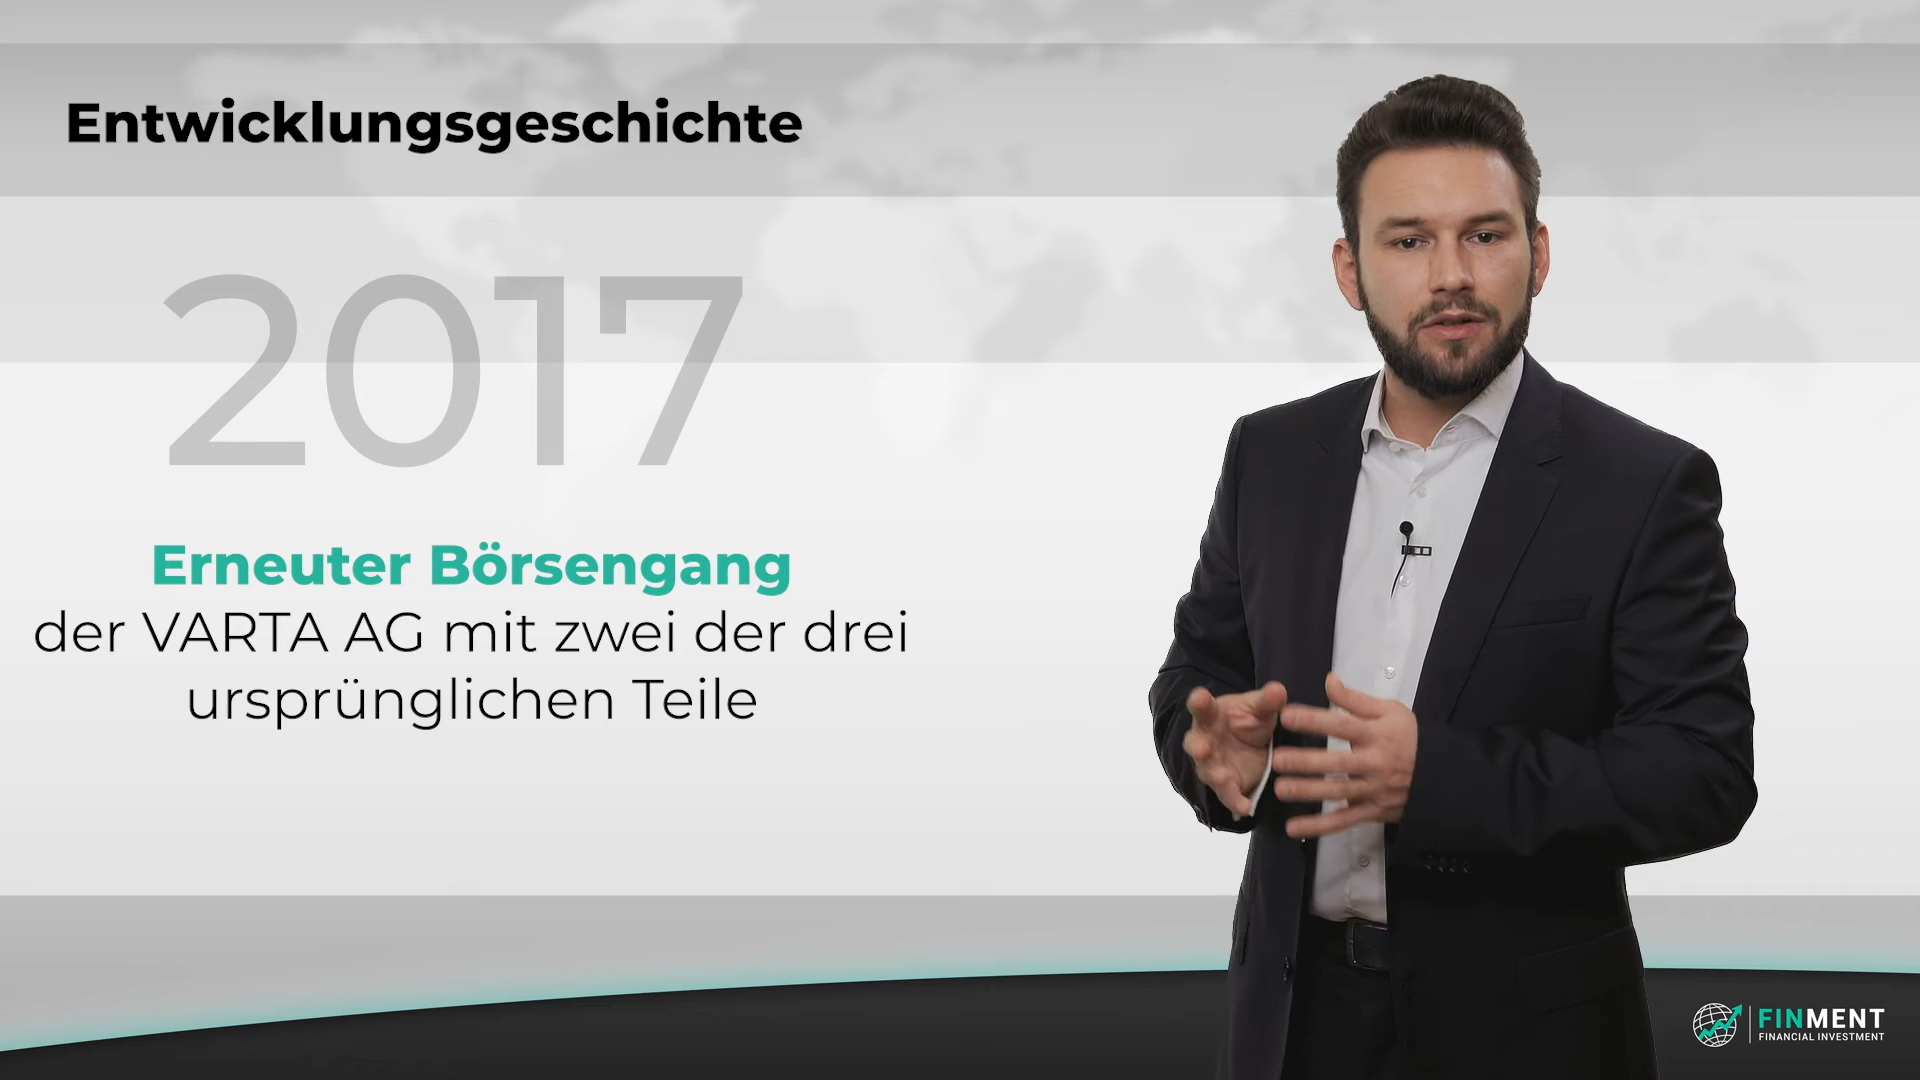 Entwicklungsgeschichte
2017
Erneuter Börsengang
der VARTA AG mit zwei der drei
ursprünglichen Teile
FINMENT
FINANCIAL INVESTMENT